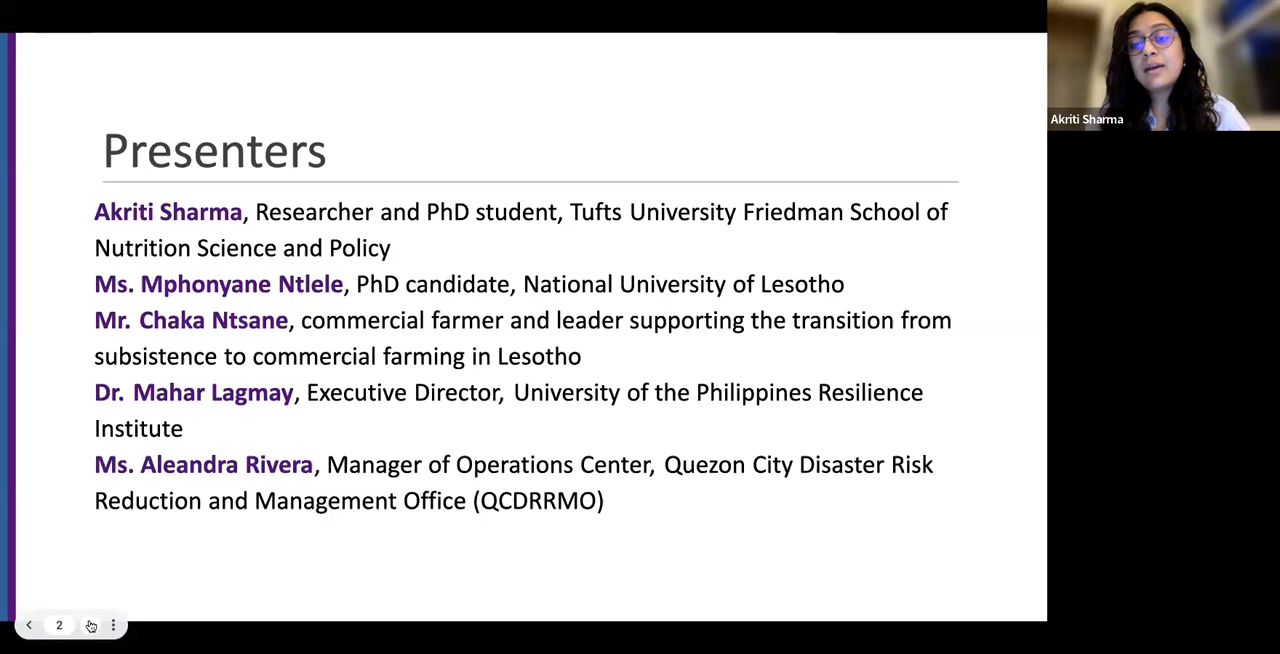 Presenters
Akriti Sharma, Researcher and PhD student, Tufts University Friedman School of
Nutrition Science and Policy
Ms. Mphonyane Ntlele, PhD candidate, National University of Lesotho
Mr. Chaka Ntsane, commercial farmer and leader supporting the transition from
subsistence to commercial farming in Lesotho
Dr. Mahar Lagmay, Executive Director, University of the Philippines Resilience
Institute
Ms. Aleandra Rivera, Manager of Operations Center, Quezon City Disaster Risk
Reduction and Management Office (QCDRRMO)
2
Akriti Sharma